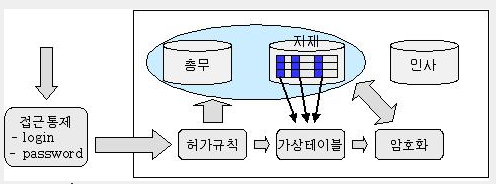 총무
자재
인사
접근통제
- login
- password
허가규칙
가상테이블
암호화